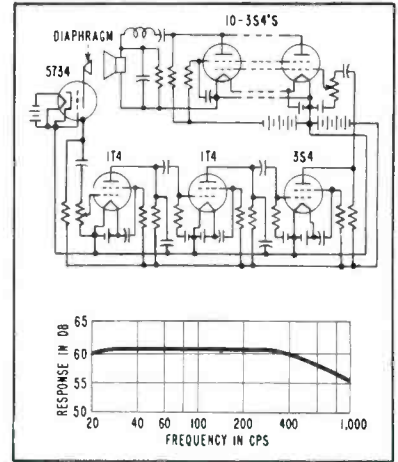 10-3S4'S
DIAPHRAGM
5734
1T4
1T4
3S4
RESPONSE IN DB
65
60
55
50
20
40
60
100
200
400
1,000
FREQUENCY IN CPS